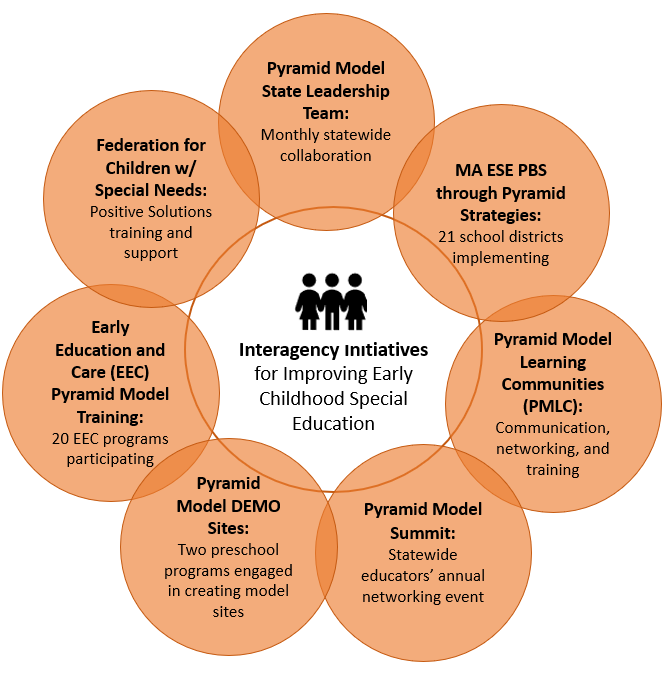 Pyramid Model
State Leadership
Team:
Monthly statewide
collaboration
MA ESE PBS
through Pyramid
Strategies:
21 school districts
implementing
Pyramid Model
Learning
Communities
(PMLC):
Communication,
networking, and
training
Pyramid Model
Summit:
Statewide
educators’ annual
networking event
Pyramid
Model DEMO
Sites:
Two preschool
programs engaged
in creating model
sites
Early
Education and
Care (EEC)
Pyramid Model
Training:
20 EEC programs
participating
Federation for
Children w/
Special Needs:
Positive Solutions
training and
support
Interagency Initiatives
for Improving Early
Childhood Special
Education